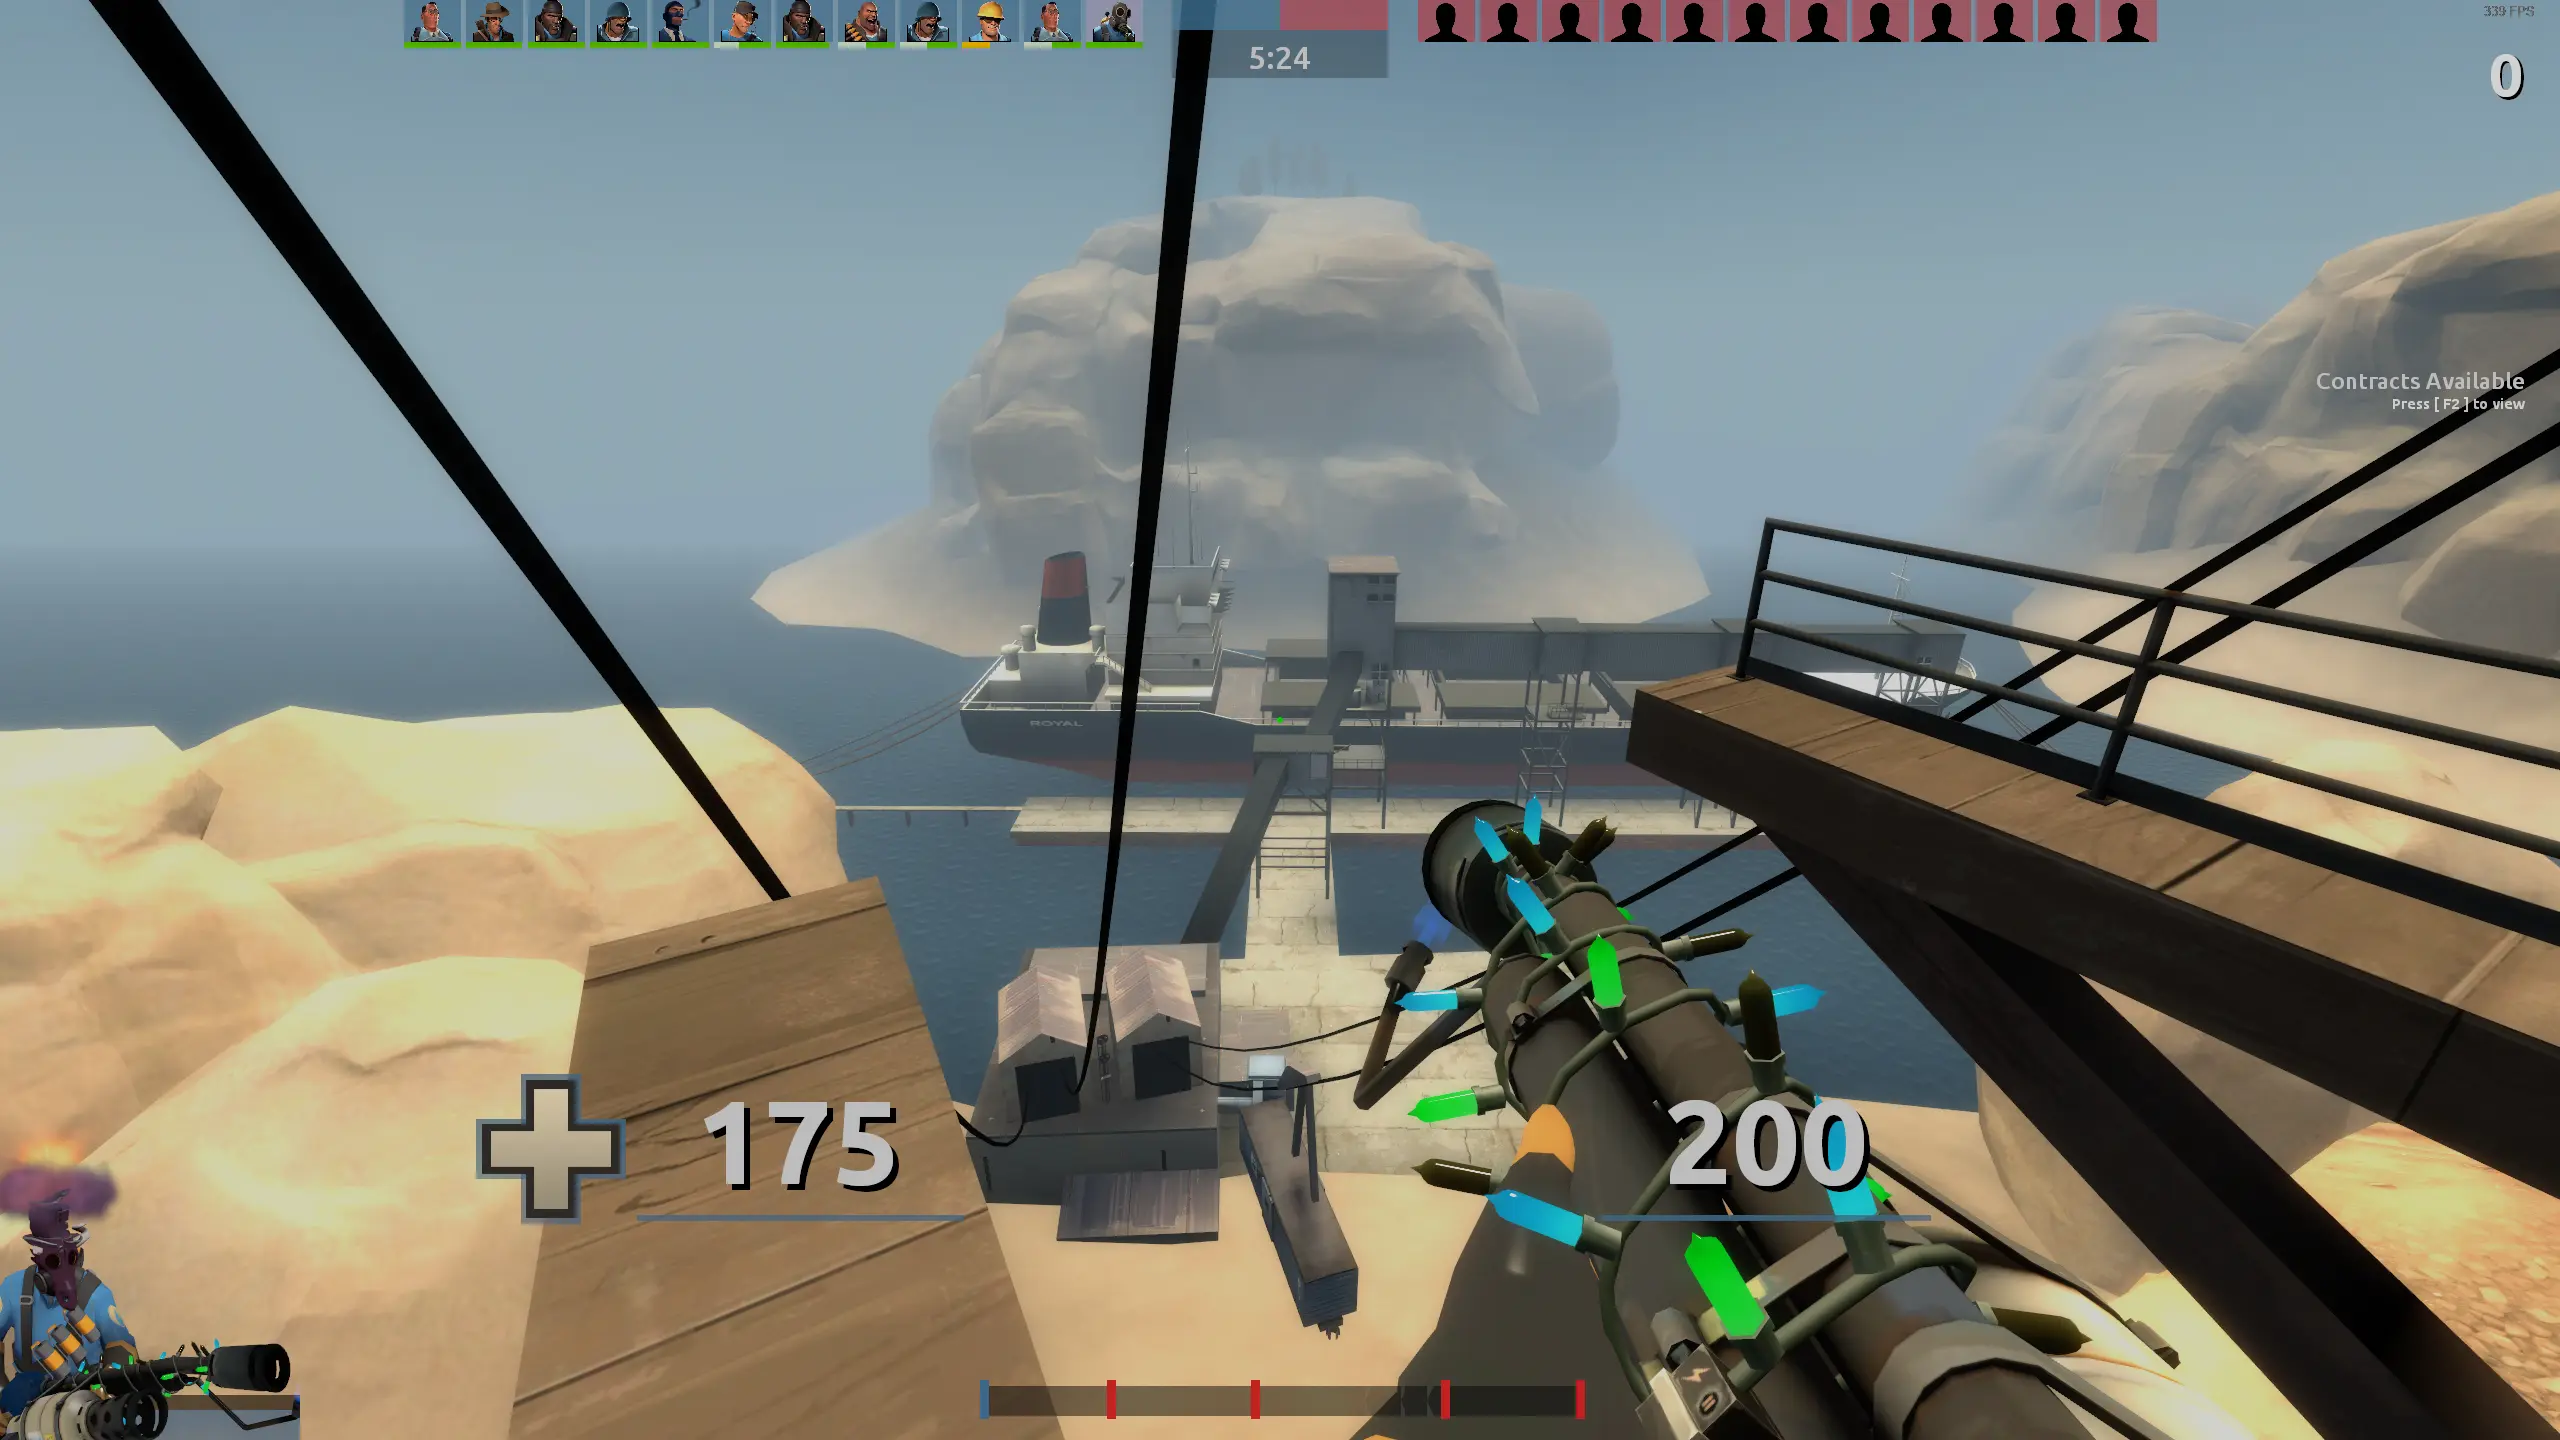 339 FPS
5:24
0
Contracts Available
Press [ F2 ] to view
ROYAL
175
200